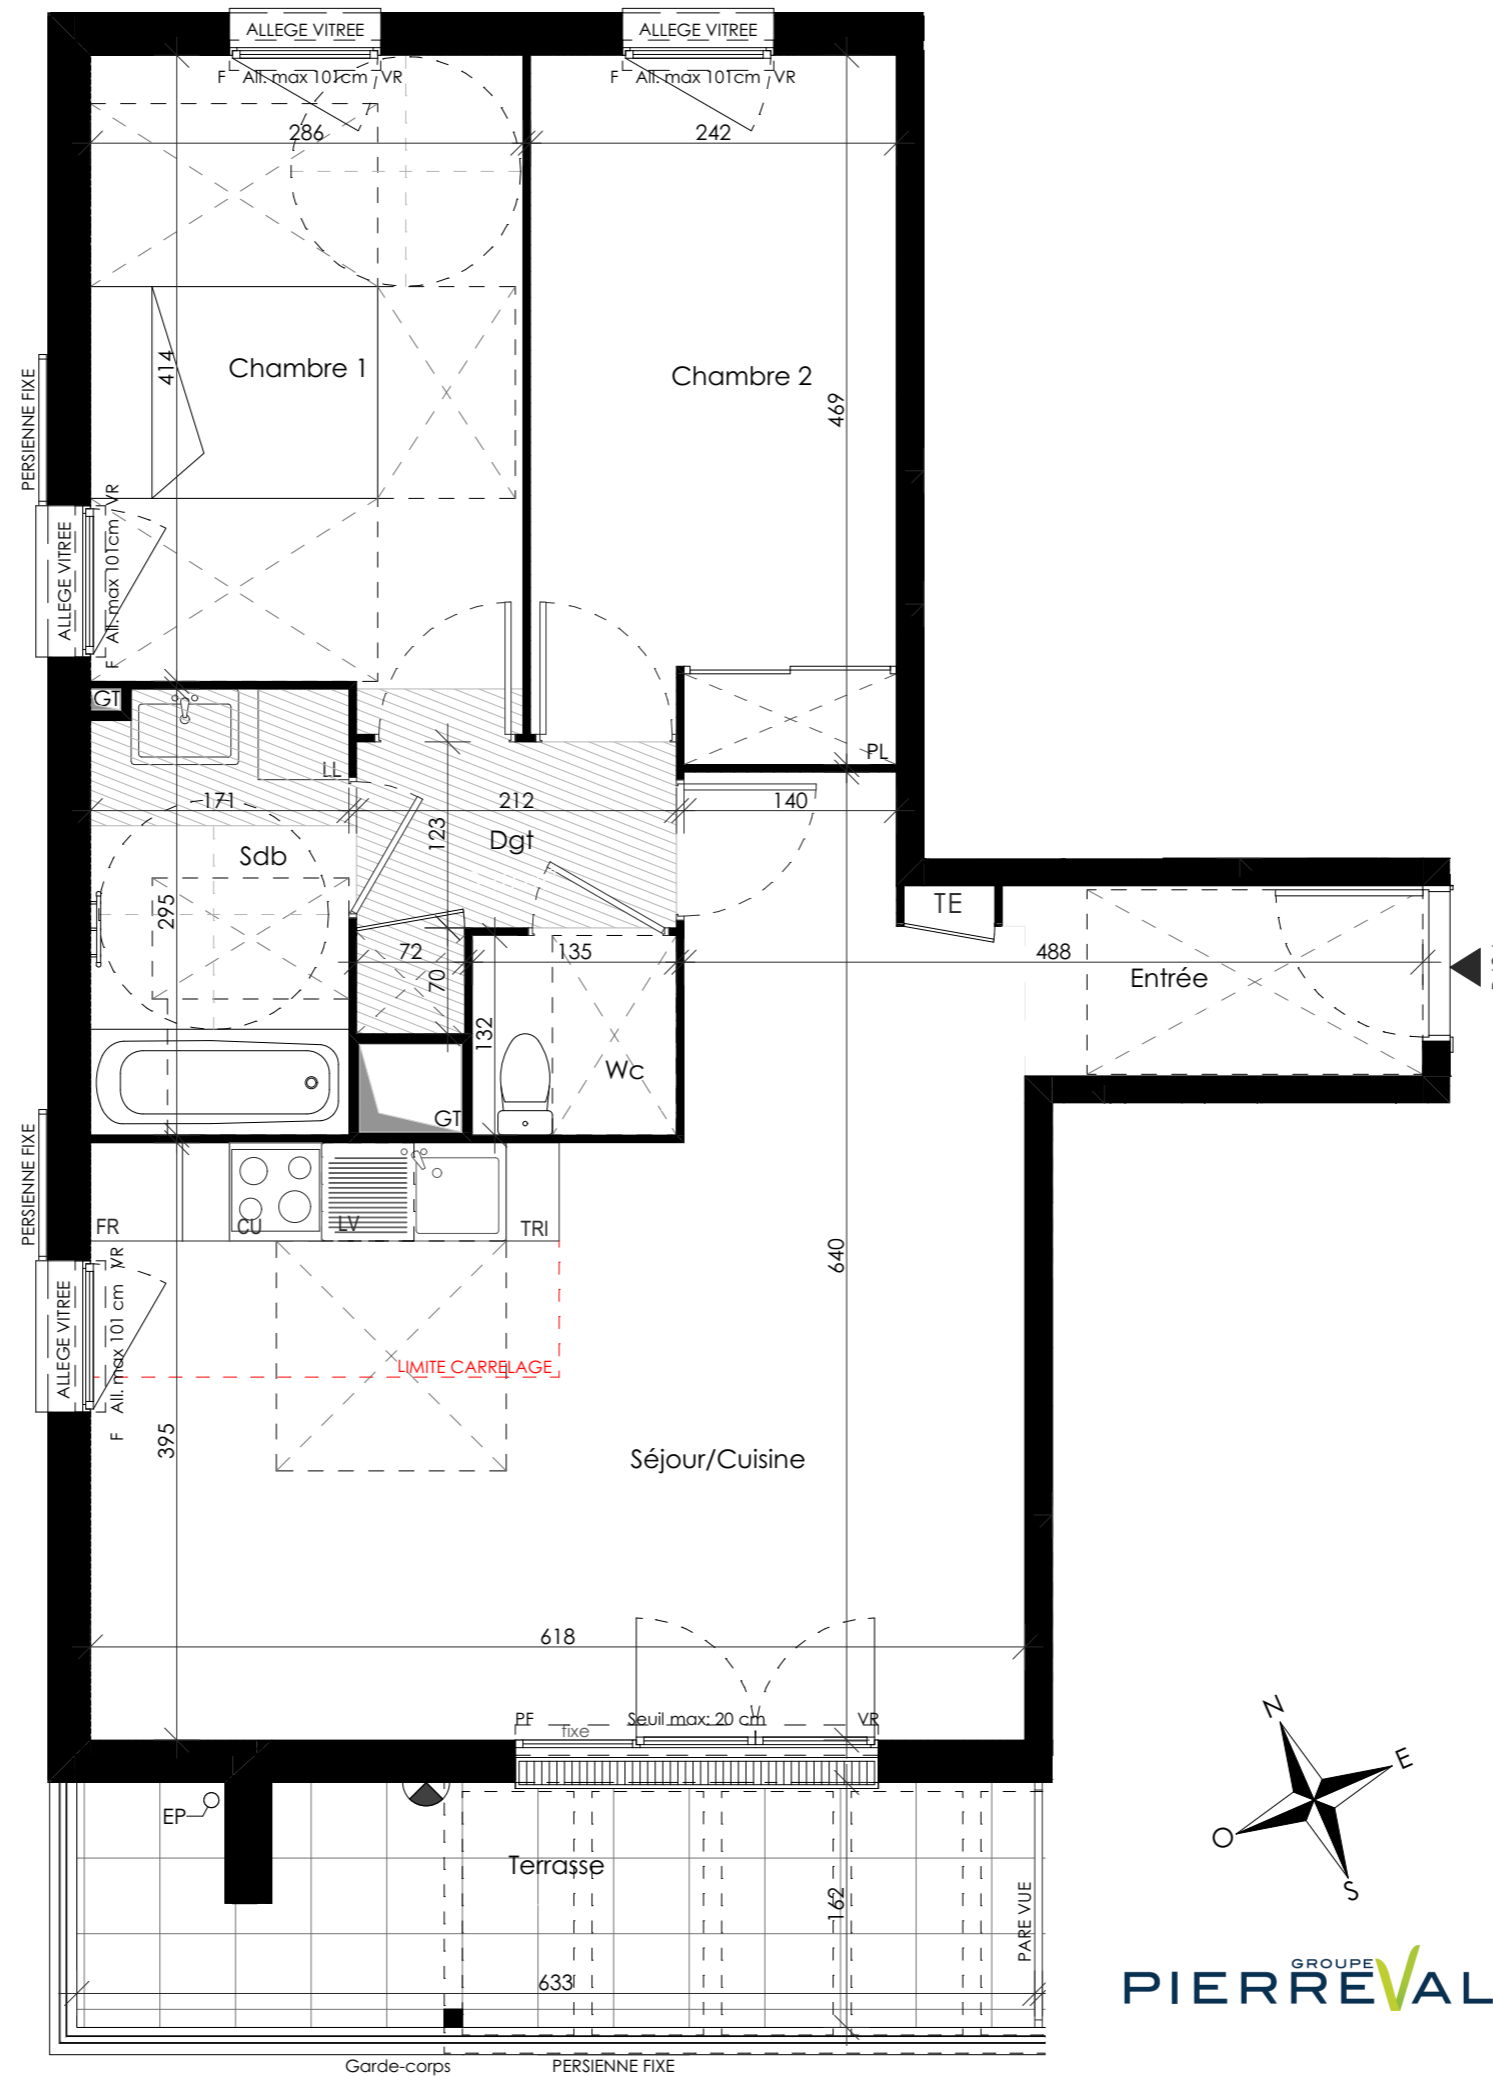 ALLEGE VITREE
ALLEGE VITREE
F All. max 101cm VR
F All. max 101cm VR
286
242
414
Chambre 1
Chambre 2
469
PERSIENNE FIXE
ALLEGE VITREE
F All. max 101cm VR
GT
LL
PL
171
212
140
123
Dgt
Sdb
295
TE
72
135
488
70
Entrée
132
Wc
GT
PERSIENNE FIXE
FR
CU
LV
TRI
640
ALLEGE VITREE
F All. max 101 cm VR
LIMITE CARRELAGE
395
Séjour/Cuisine
618
PF
Seuil max: 20 cm
VR
fixe
N
E
O
S
EP
Terrasse
162
PARE VUE
633
GROUPE
PIERREVAL
Garde-corps
PERSIENNE FIXE